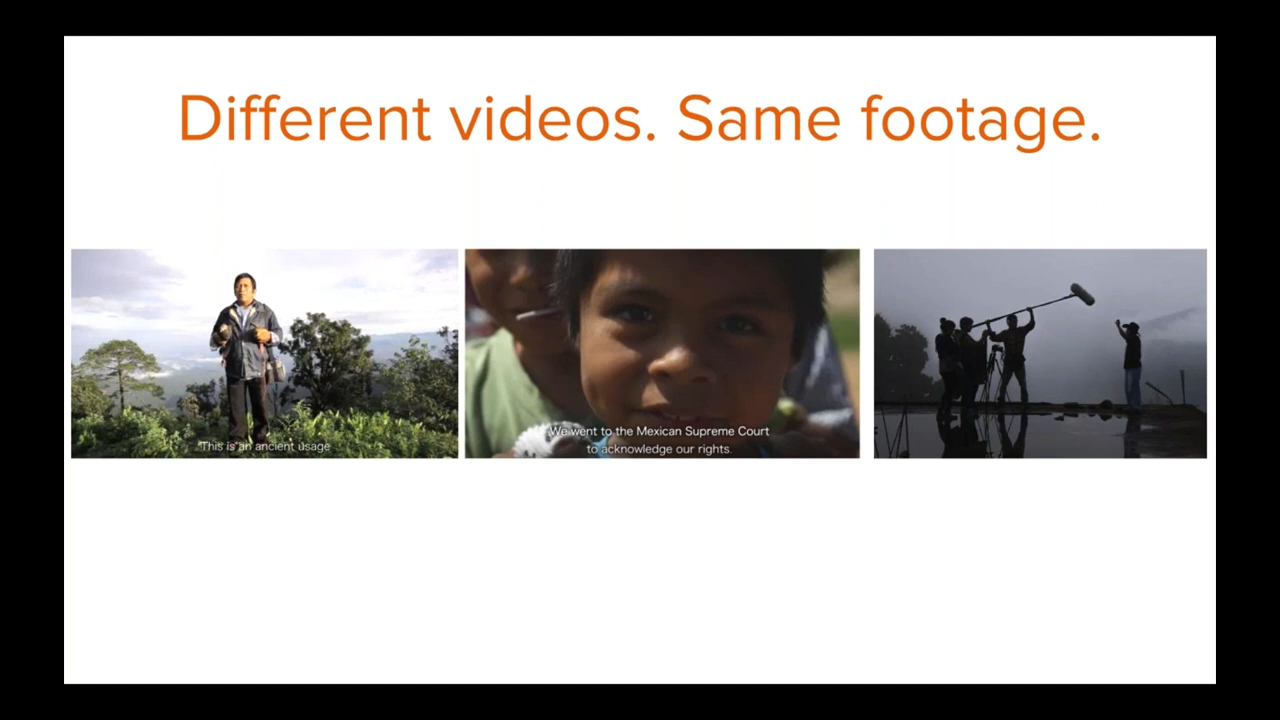 Different videos. Same footage.
"This is an ancient usage
We went to the Mexican Supreme Court
to acknowledge our rights.